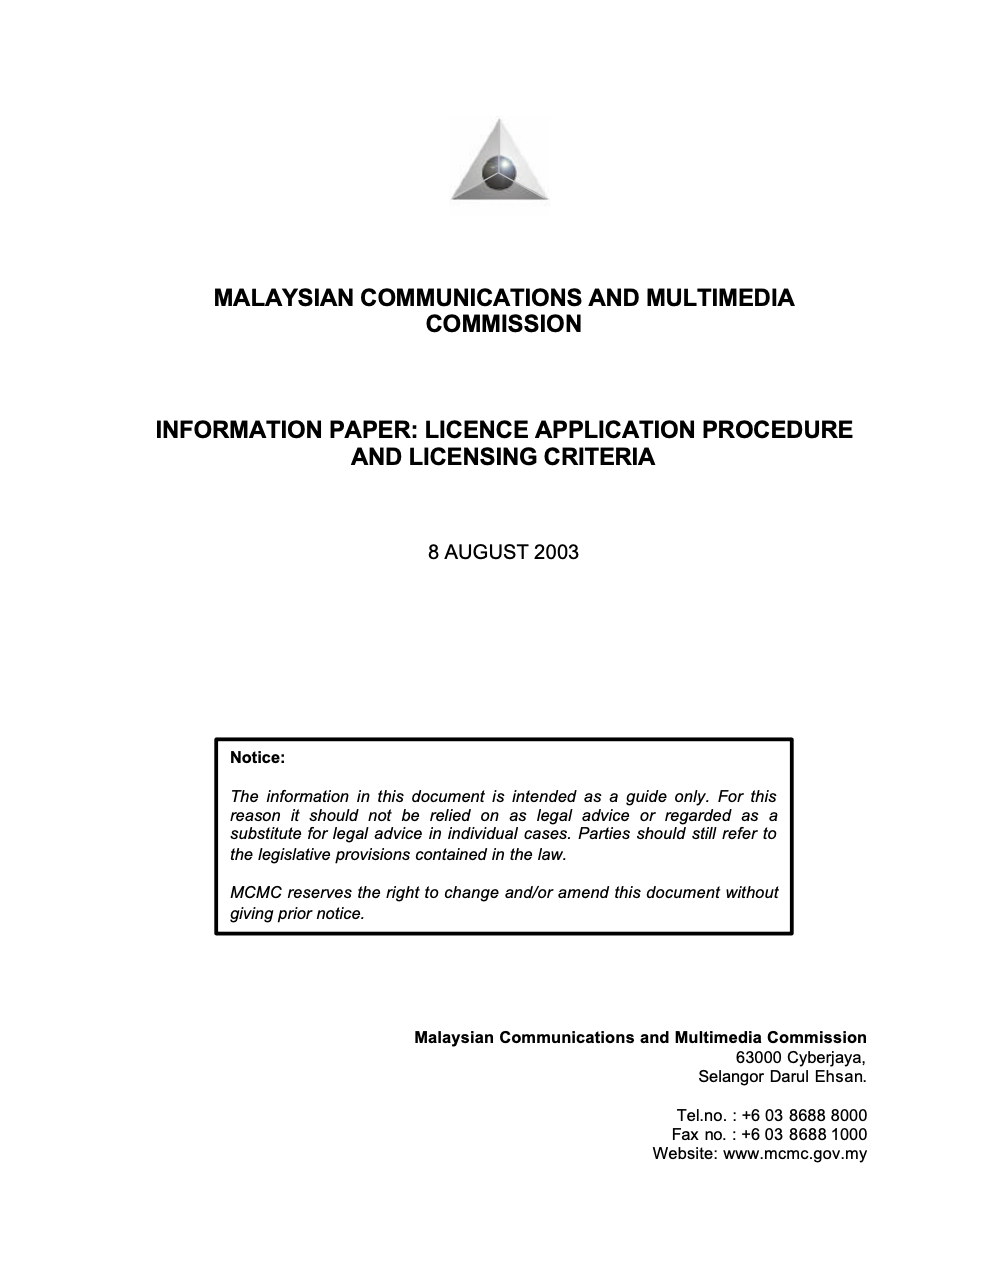 MALAYSIAN COMMUNICATIONS AND MULTIMEDIA
COMMISSION
INFORMATION PAPER: LICENCE APPLICATION PROCEDURE
AND LICENSING CRITERIA
8 AUGUST 2003
Notice:
The information in this document is intended as a guide only. For this
reason it should not be relied on as legal advice or regarded as a
substitute for legal advice in individual cases. Parties should still refer to
the legislative provisions contained in the law.
MCMC reserves the right to change and/or amend this document without
giving prior notice.
Malaysian Communications and Multimedia Commission
63000 Cyberjaya,
Selangor Darul Ehsan.
Tel.no. : +6 03 8688 8000
Fax no. : +6 03 8688 1000
Website: www.mcmc.gov.my